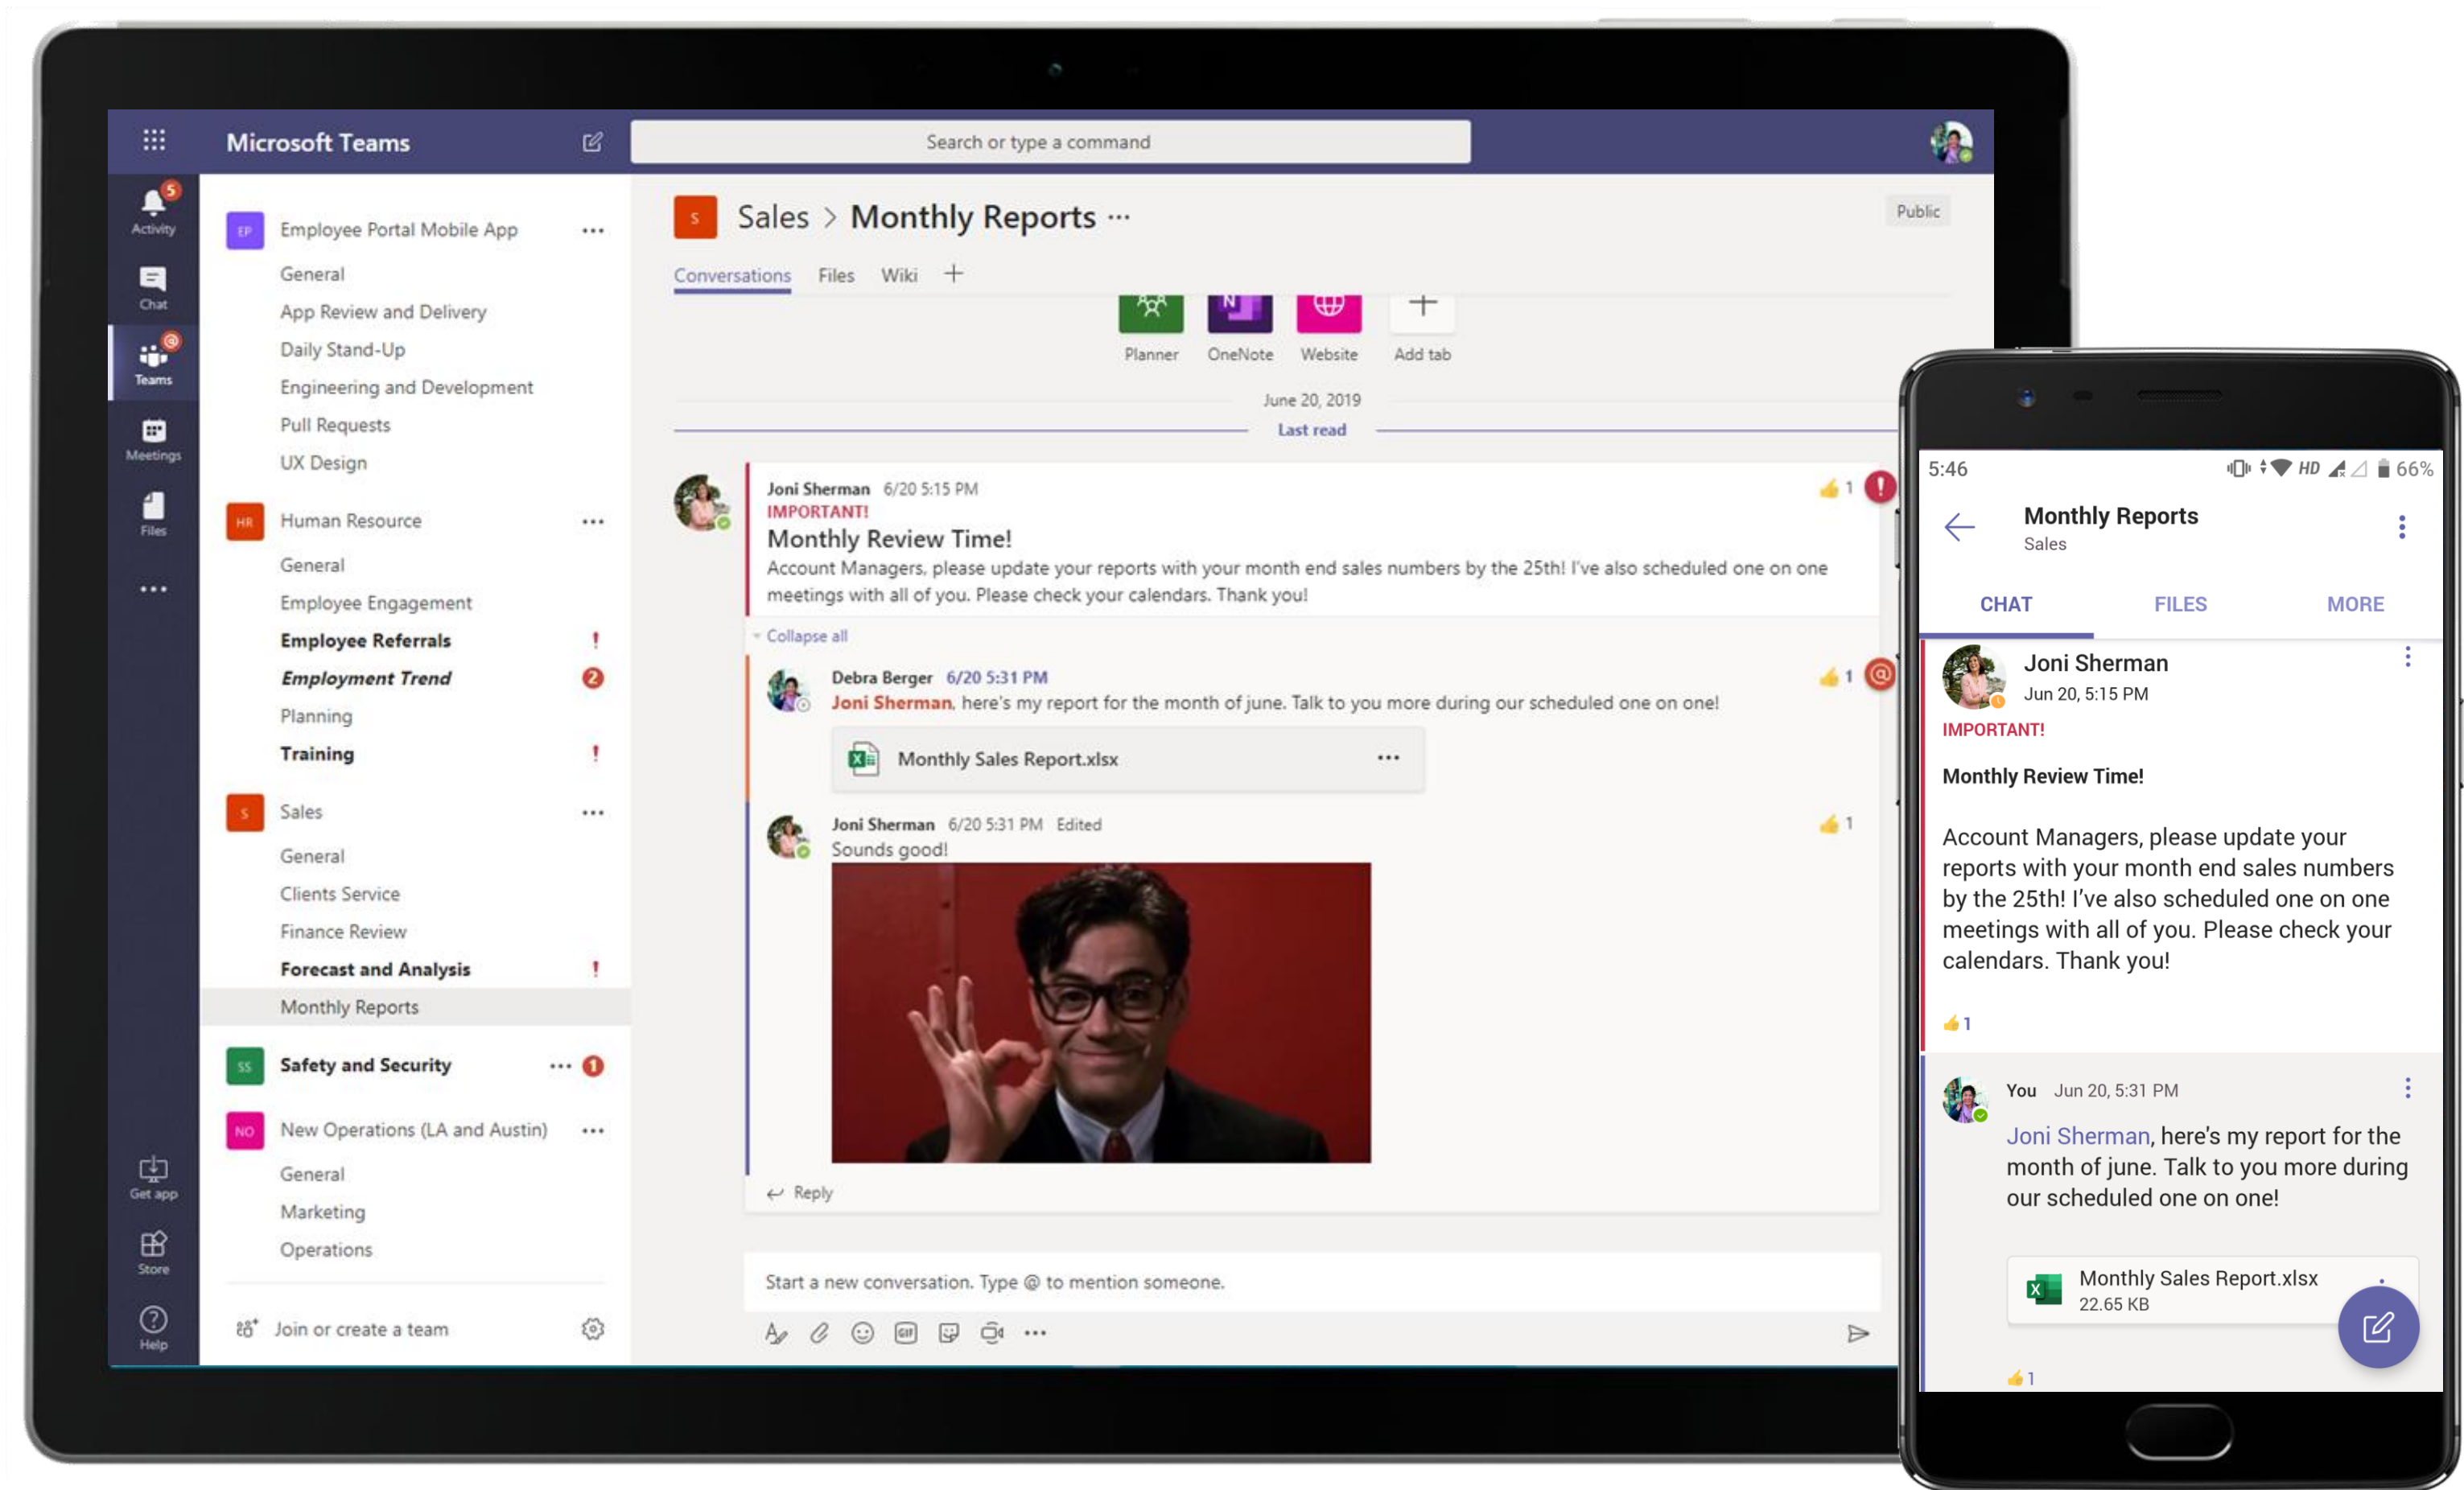 Microsoft Teams
Search or type a command
5
Activity
Chat
@
Teams
Meetings
Files
Get app
Store
Help
EP Employee Portal Mobile App
General
App Review and Delivery
Daily Stand-Up
Engineering and Development
Pull Requests
UX Design
HR Human Resource
General
Employee Engagement
Employee Referrals !
Employment Trend 2
Planning
Training !
S Sales
General
Clients Service
Finance Review
Forecast and Analysis !
Monthly Reports
SS Safety and Security 1
NO New Operations (LA and Austin)
General
Marketing
Operations
Join or create a team
S Sales > Monthly Reports
Public
Conversations Files Wiki
N
Planner OneNote Website Add tab
June 20, 2019
Last read
Joni Sherman 6/20 5:15 PM 1 !
IMPORTANT!
Monthly Review Time!
Account Managers, please update your reports with your month end sales numbers by the 25th! I've also scheduled one on one
meetings with all of you. Please check your calendars. Thank you!
Collapse all
Debra Berger 6/20 5:31 PM 1 @
Joni Sherman, here's my report for the month of june. Talk to you more during our scheduled one on one!
X Monthly Sales Report.xlsx
Joni Sherman 6/20 5:31 PM Edited 1
Sounds good!
Reply
Start a new conversation. Type @ to mention someone.
GIF
5:46 HD 66%
Monthly Reports
Sales
CHAT FILES MORE
Joni Sherman
Jun 20, 5:15 PM
IMPORTANT!
Monthly Review Time!
Account Managers, please update your
reports with your month end sales numbers
by the 25th! I've also scheduled one on one
meetings with all of you. Please check your
calendars. Thank you!
1
You Jun 20, 5:31 PM
Joni Sherman, here's my report for the
month of june. Talk to you more during
our scheduled one on one!
X Monthly Sales Report.xlsx
22.65 KB
1